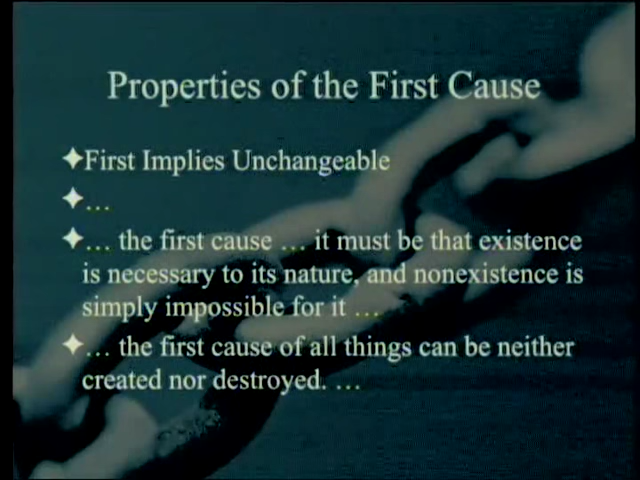 Properties of the First Cause
✦First Implies Unchangeable
✦…
✦… the first cause … it must be that existence
is necessary to its nature, and nonexistence is
simply impossible for it …
✦… the first cause of all things can be neither
created nor destroyed. …